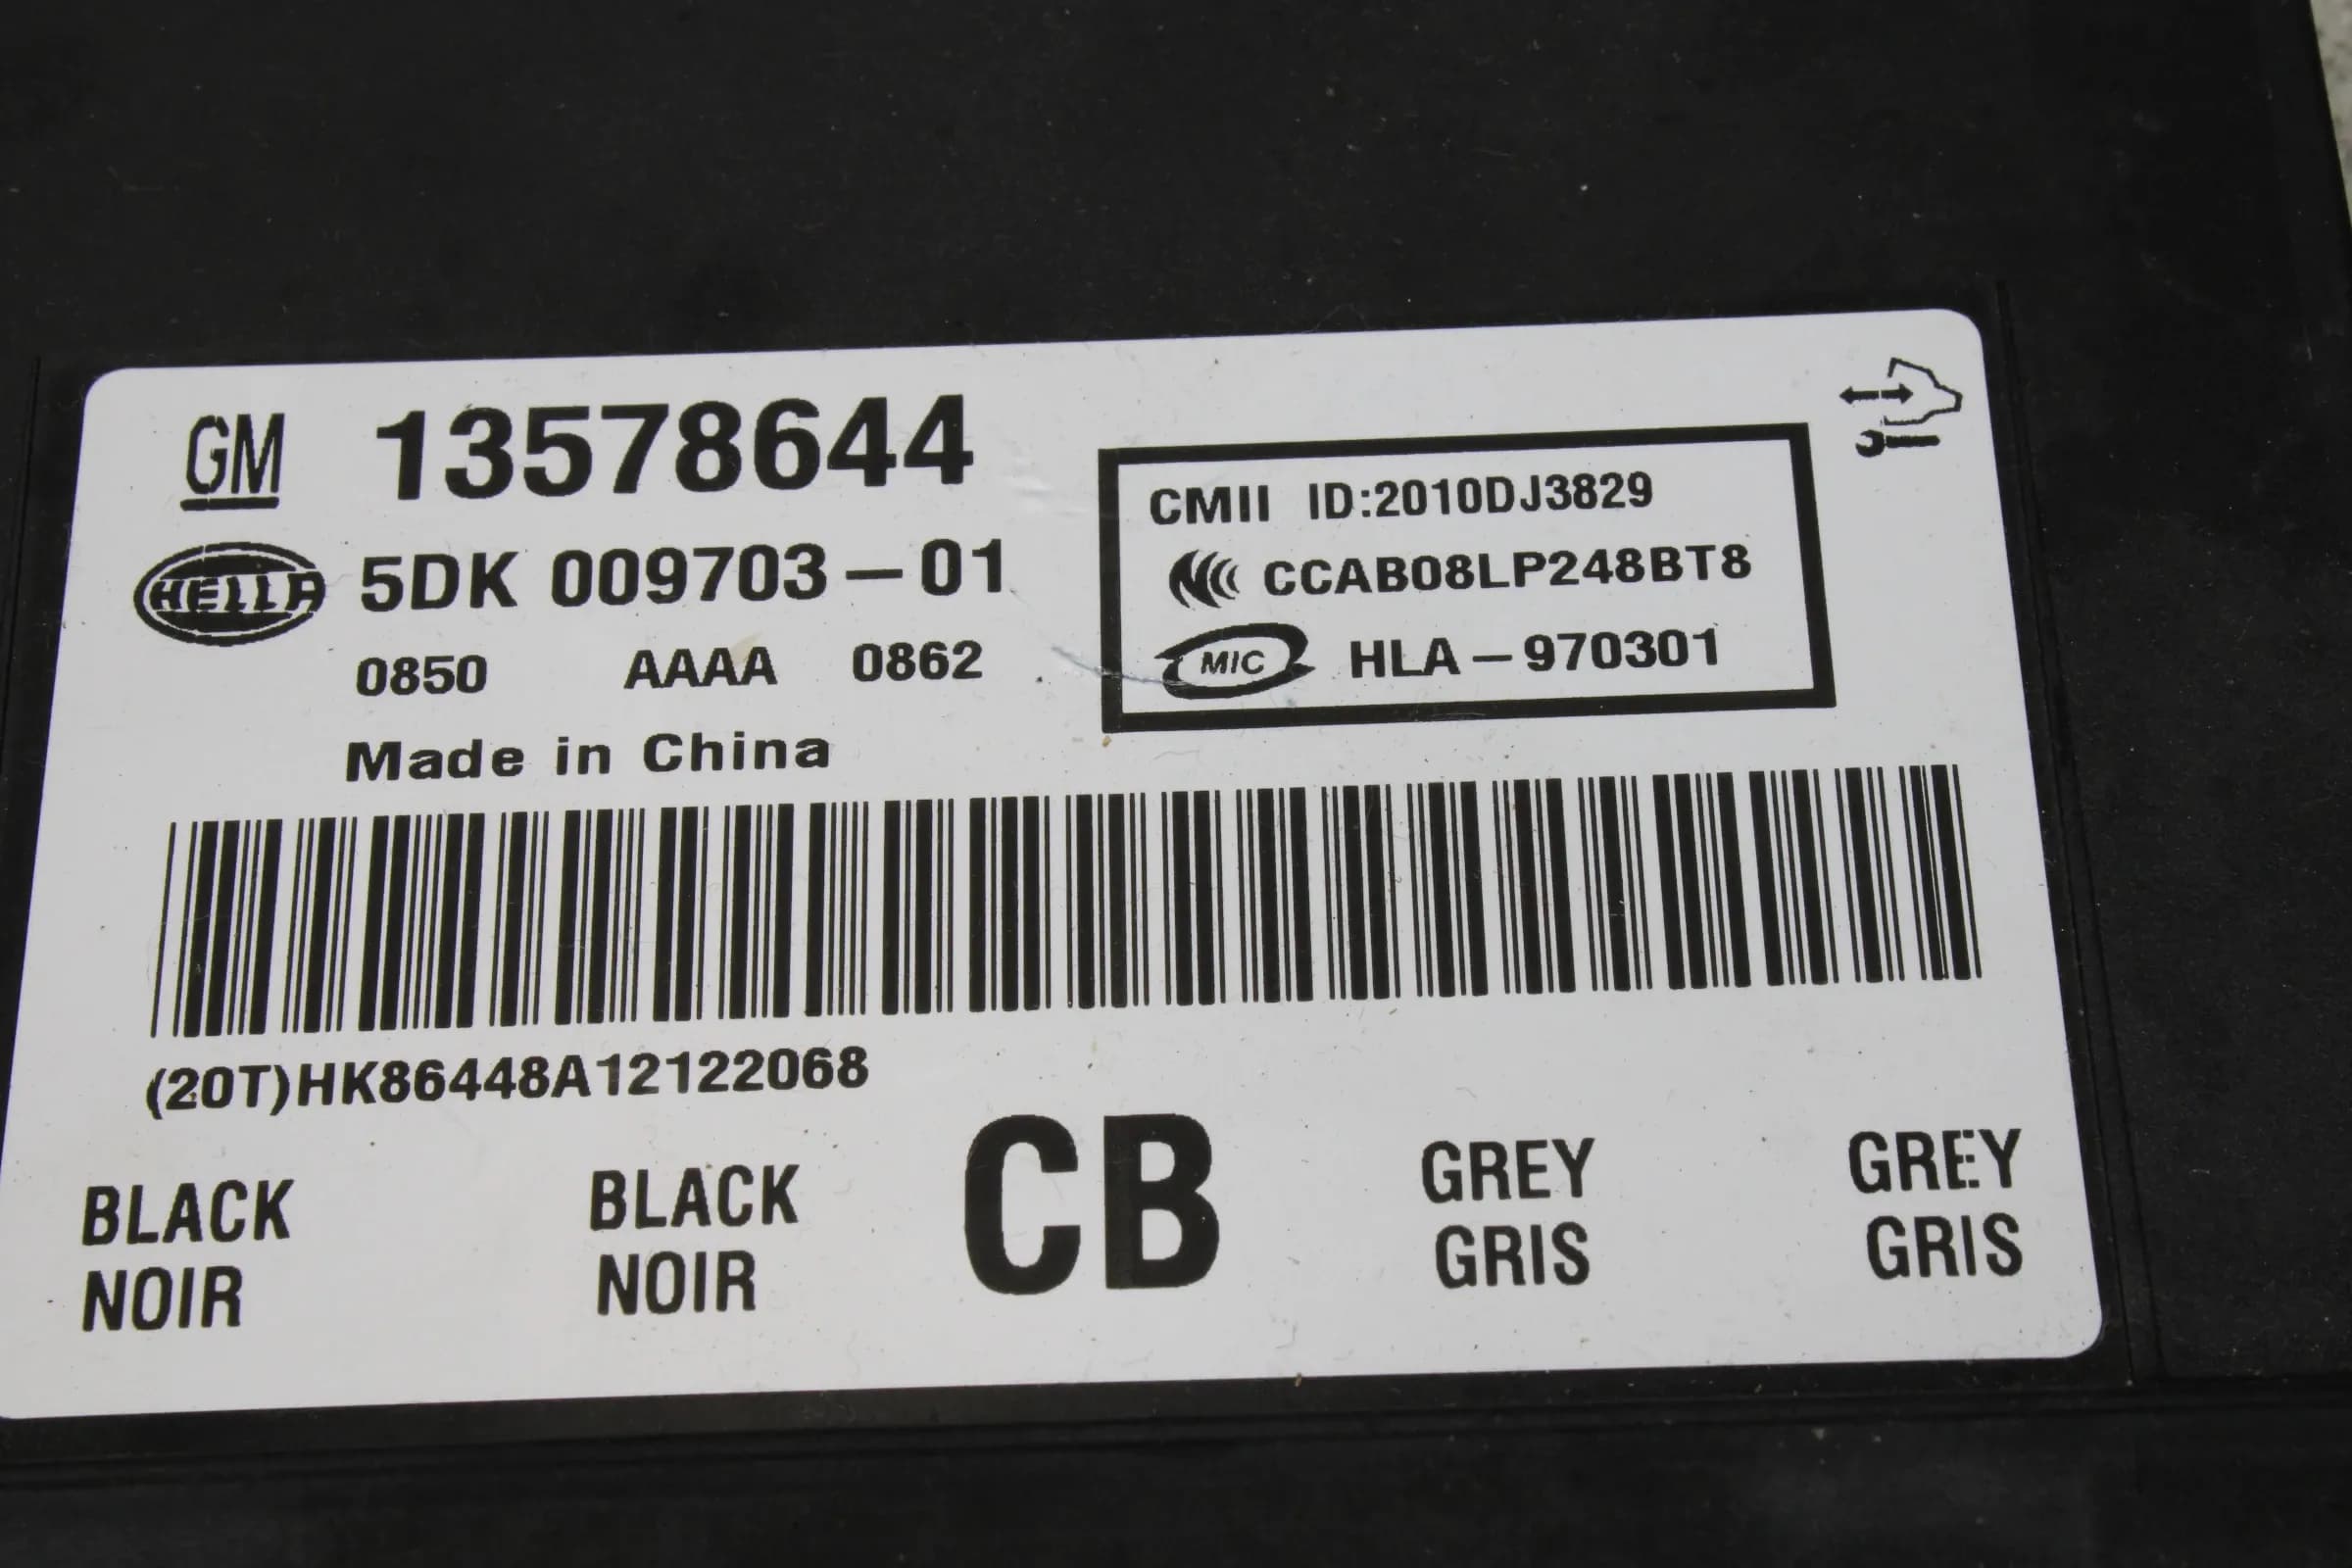 GM 13578644
HELLA 5DK 009703-01
0850 AAAA 0862
Made in China
CMII ID:2010DJ3829
CCAB08LP248BT8
MIC HLA-970301
(20T)HK86448A12122068
BLACK BLACK CB GREY GREY
NOIR NOIR GRIS GRIS